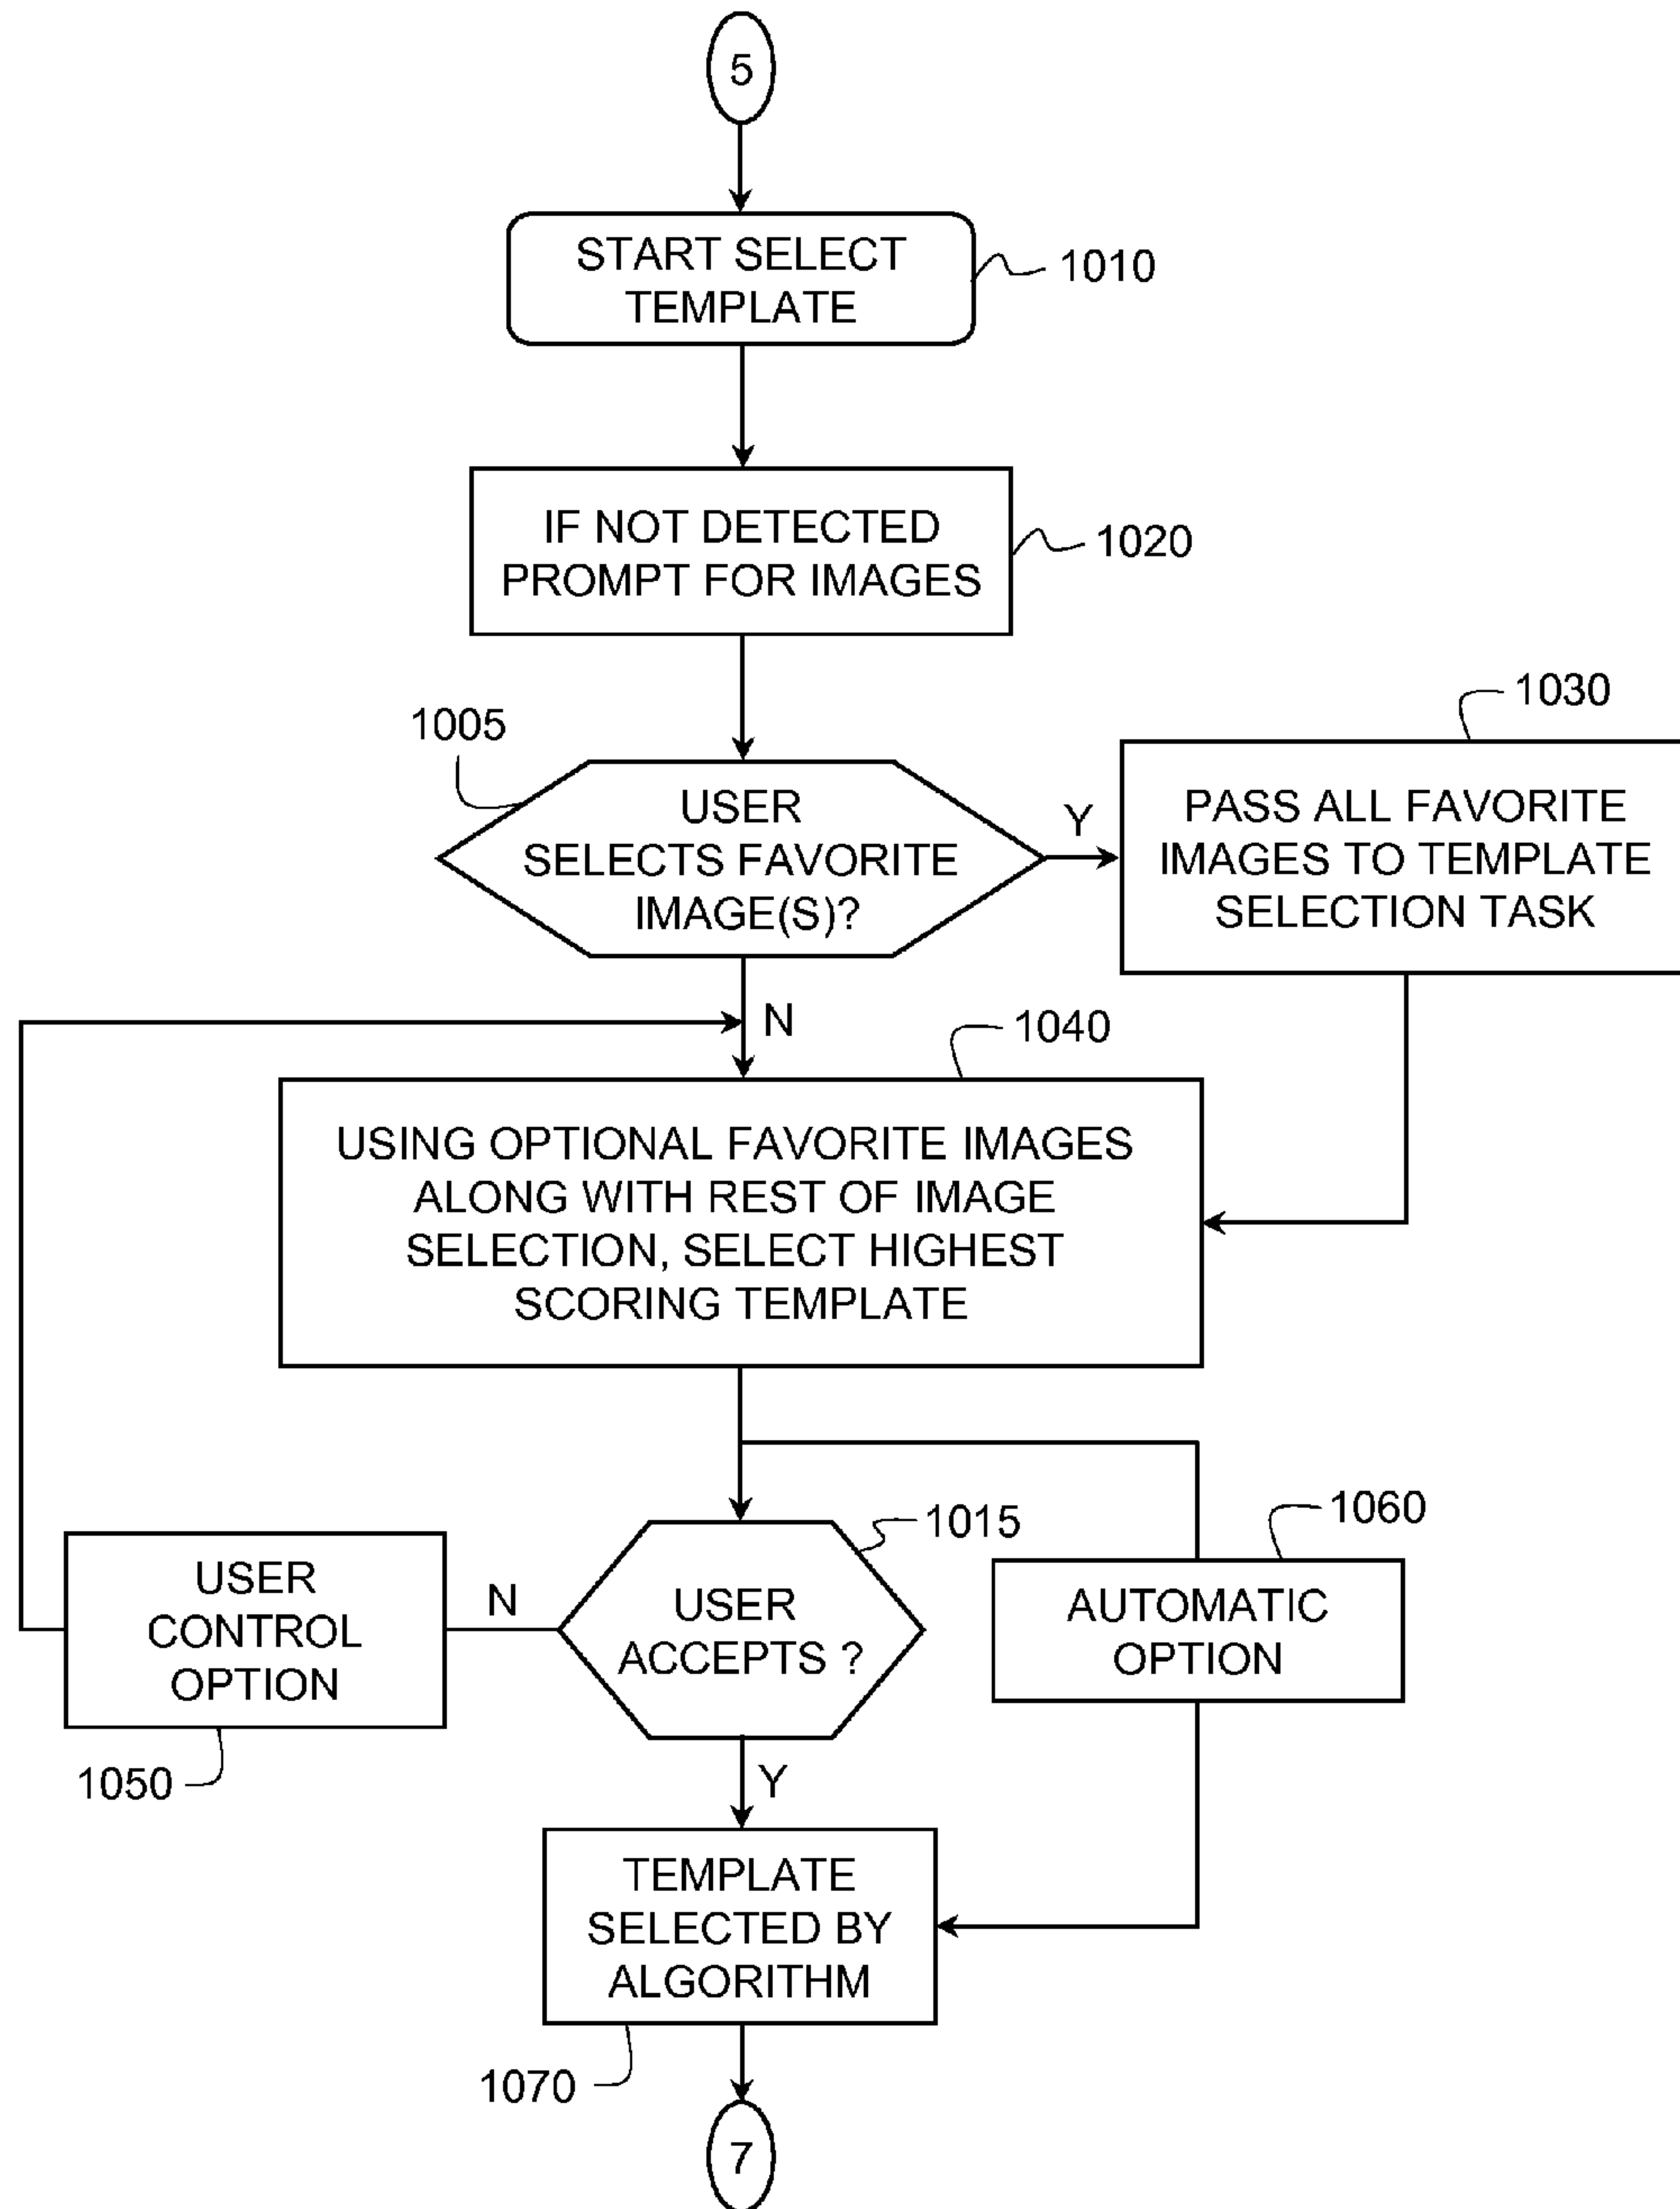 5
START SELECT
TEMPLATE
1010
IF NOT DETECTED
PROMPT FOR IMAGES
1020
1005
USER
SELECTS FAVORITE
IMAGE(S)?
Y
1030
PASS ALL FAVORITE
IMAGES TO TEMPLATE
SELECTION TASK
N
1040
USING OPTIONAL FAVORITE IMAGES
ALONG WITH REST OF IMAGE
SELECTION, SELECT HIGHEST
SCORING TEMPLATE
1015
USER
ACCEPTS ?
N
USER
CONTROL
OPTION
1050
1060
AUTOMATIC
OPTION
Y
TEMPLATE
SELECTED BY
ALGORITHM
1070
7